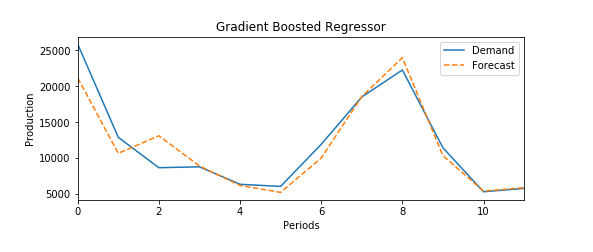 Gradient Boosted Regressor
Demand
Forecast
Production
25000
20000
15000
10000
5000
0 2 4 6 8 10
Periods